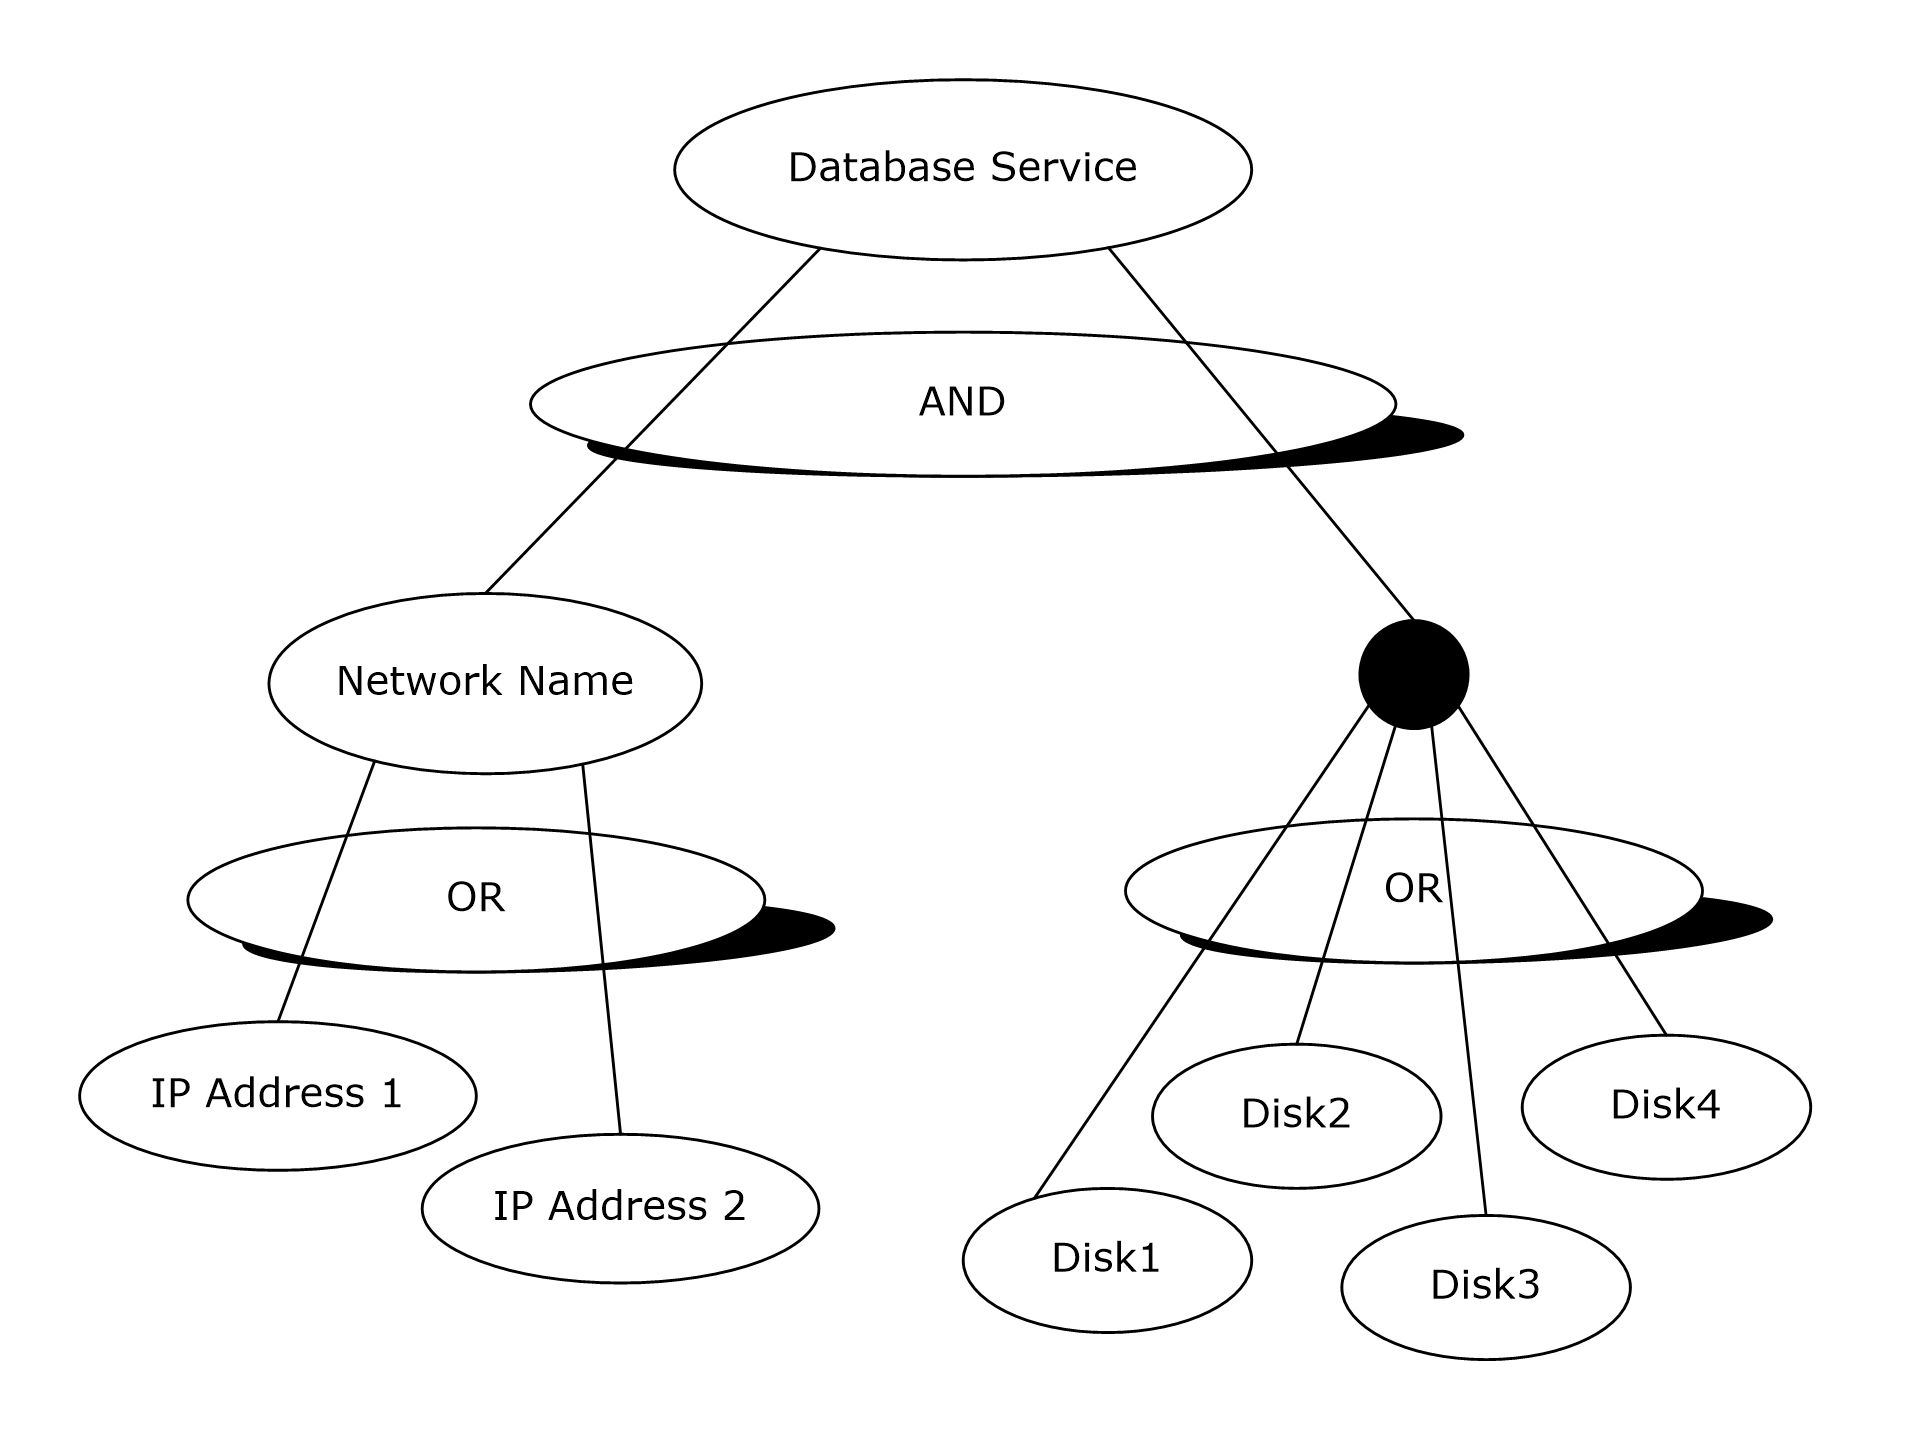 Database Service
AND
Network Name
OR
OR
IP Address 1
IP Address 2
Disk1
Disk2
Disk3
Disk4